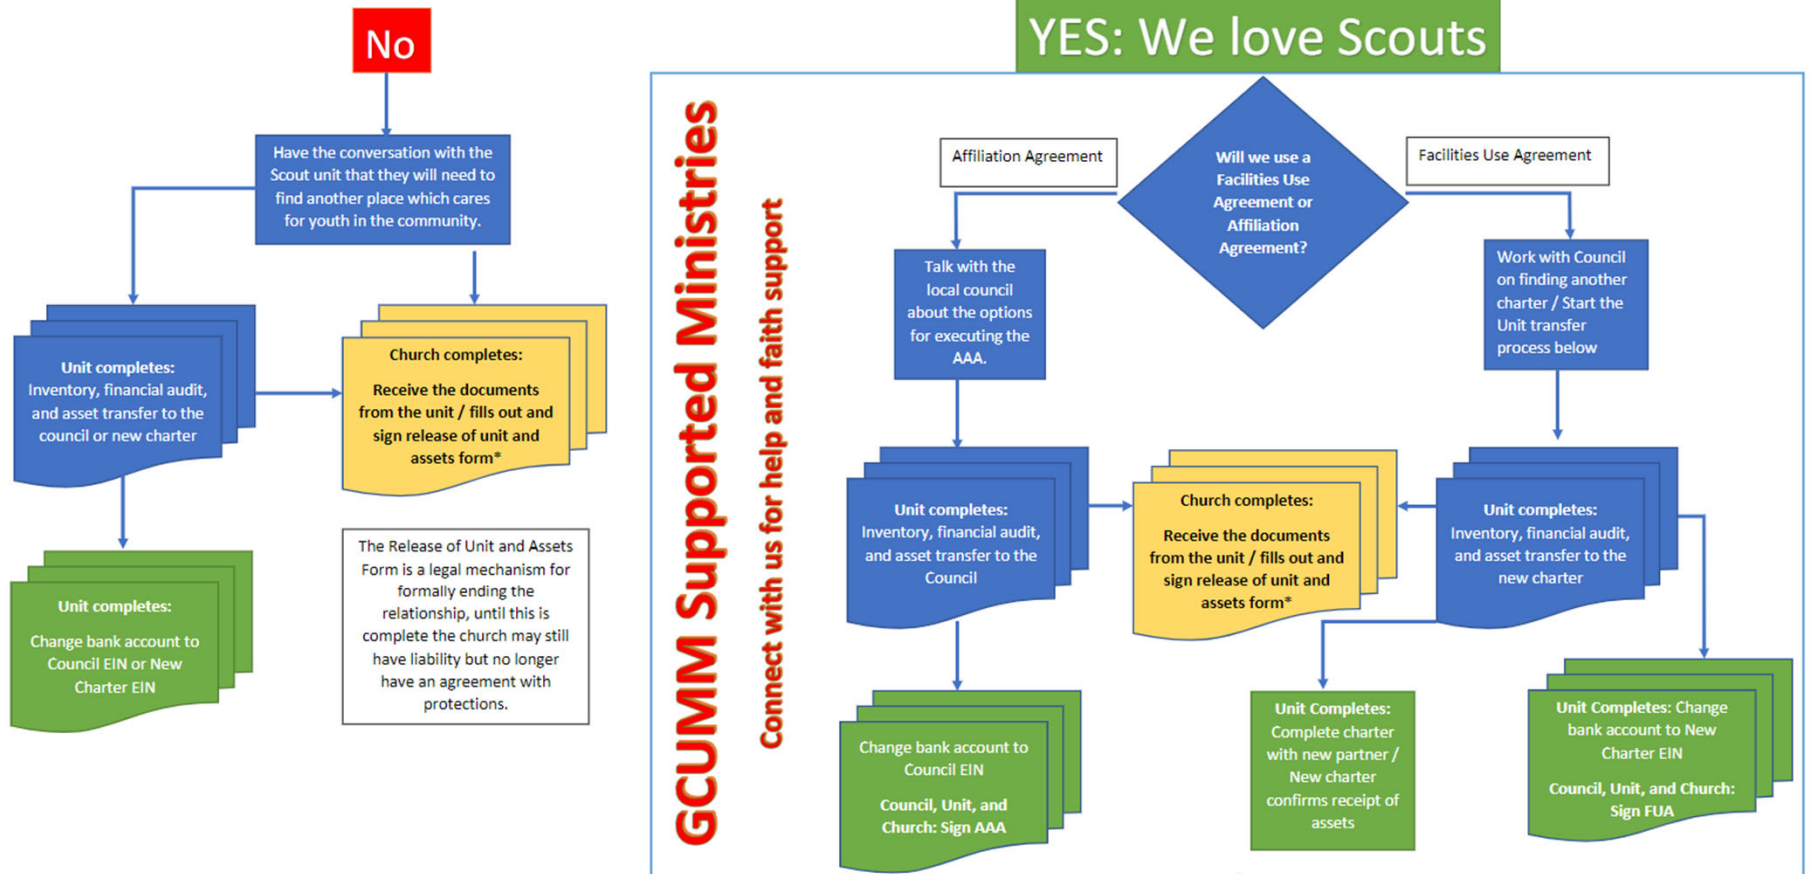 No
Have the conversation with the
Scout unit that they will need to
find another place which cares
for youth in the community.
Unit completes:
Inventory, financial audit,
and asset transfer to the
council or new charter
Church completes:
Receive the documents
from the unit / fills out and
sign release of unit and
assets form*
Unit completes:
Change bank account to
Council EIN or New
Charter EIN
The Release of Unit and Assets
Form is a legal mechanism for
formally ending the
relationship, until this is
complete the church may still
have liability but no longer
have an agreement with
protections.
GCUMM Supported Ministries
Connect with us for help and faith support
YES: We love Scouts
Will we use a
Facilities Use
Agreement or
Affiliation
Agreement?
Affiliation Agreement
Facilities Use Agreement
Talk with the
local council
about the options
for executing the
AAA.
Work with Council
on finding another
charter / Start the
Unit transfer
process below
Unit completes:
Inventory, financial audit,
and asset transfer to the
Council
Church completes:
Receive the documents
from the unit / fills out and
sign release of unit and
assets form*
Unit completes:
Inventory, financial audit,
and asset transfer to the
new charter
Change bank account to
Council EIN
Council, Unit, and
Church: Sign AAA
Unit Completes:
Complete charter
with new partner /
New charter
confirms receipt of
assets
Unit Completes: Change
bank account to New
Charter EIN
Council, Unit, and Church:
Sign FUA